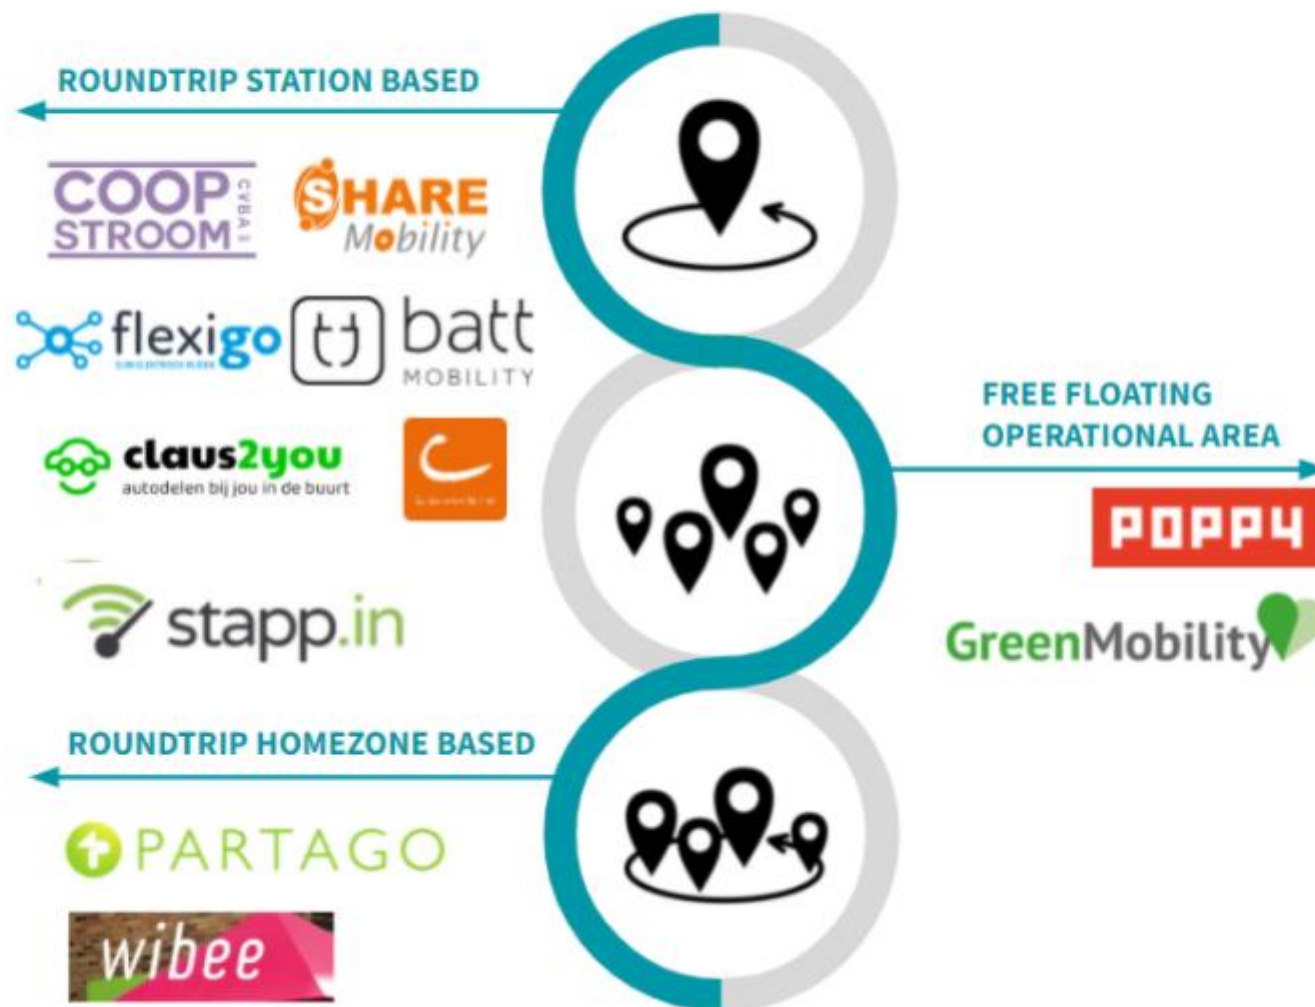 ROUNDTRIP STATION BASED
COOP
STROOM
CVBA
SHARE
Mobility
flexigo
batt
MOBILITY
claus2you
autodelen bij jou in de buurt
stapp.in
FREE FLOATING
OPERATIONAL AREA
POPPY
GreenMobility
ROUNDTRIP HOMEZONE BASED
PARTAGO
wibee